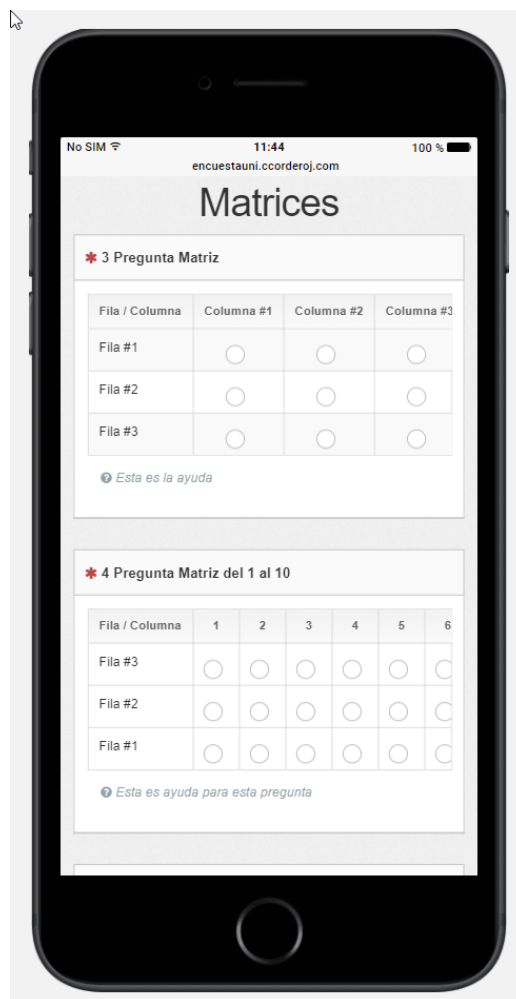 No SIM 11:44 100 %
encuestauni.ccorderoj.com
Matrices
✱ 3 Pregunta Matriz
Fila / Columna Columna #1 Columna #2 Columna #3
Fila #1
Fila #2
Fila #3
Esta es la ayuda
✱ 4 Pregunta Matriz del 1 al 10
Fila / Columna 1 2 3 4 5 6
Fila #3
Fila #2
Fila #1
Esta es ayuda para esta pregunta